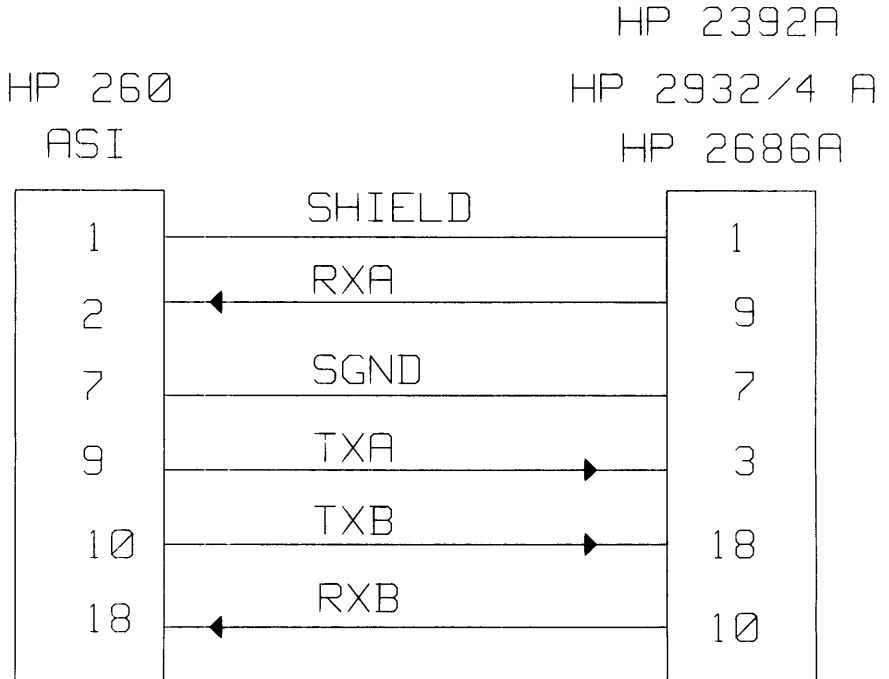 HP 2392A
HP 260
HP 2932/4 A
ASI
HP 2686A
SHIELD
1
1
RXA
2
9
SGND
7
7
TXA
9
3
TXB
10
18
RXB
18
10